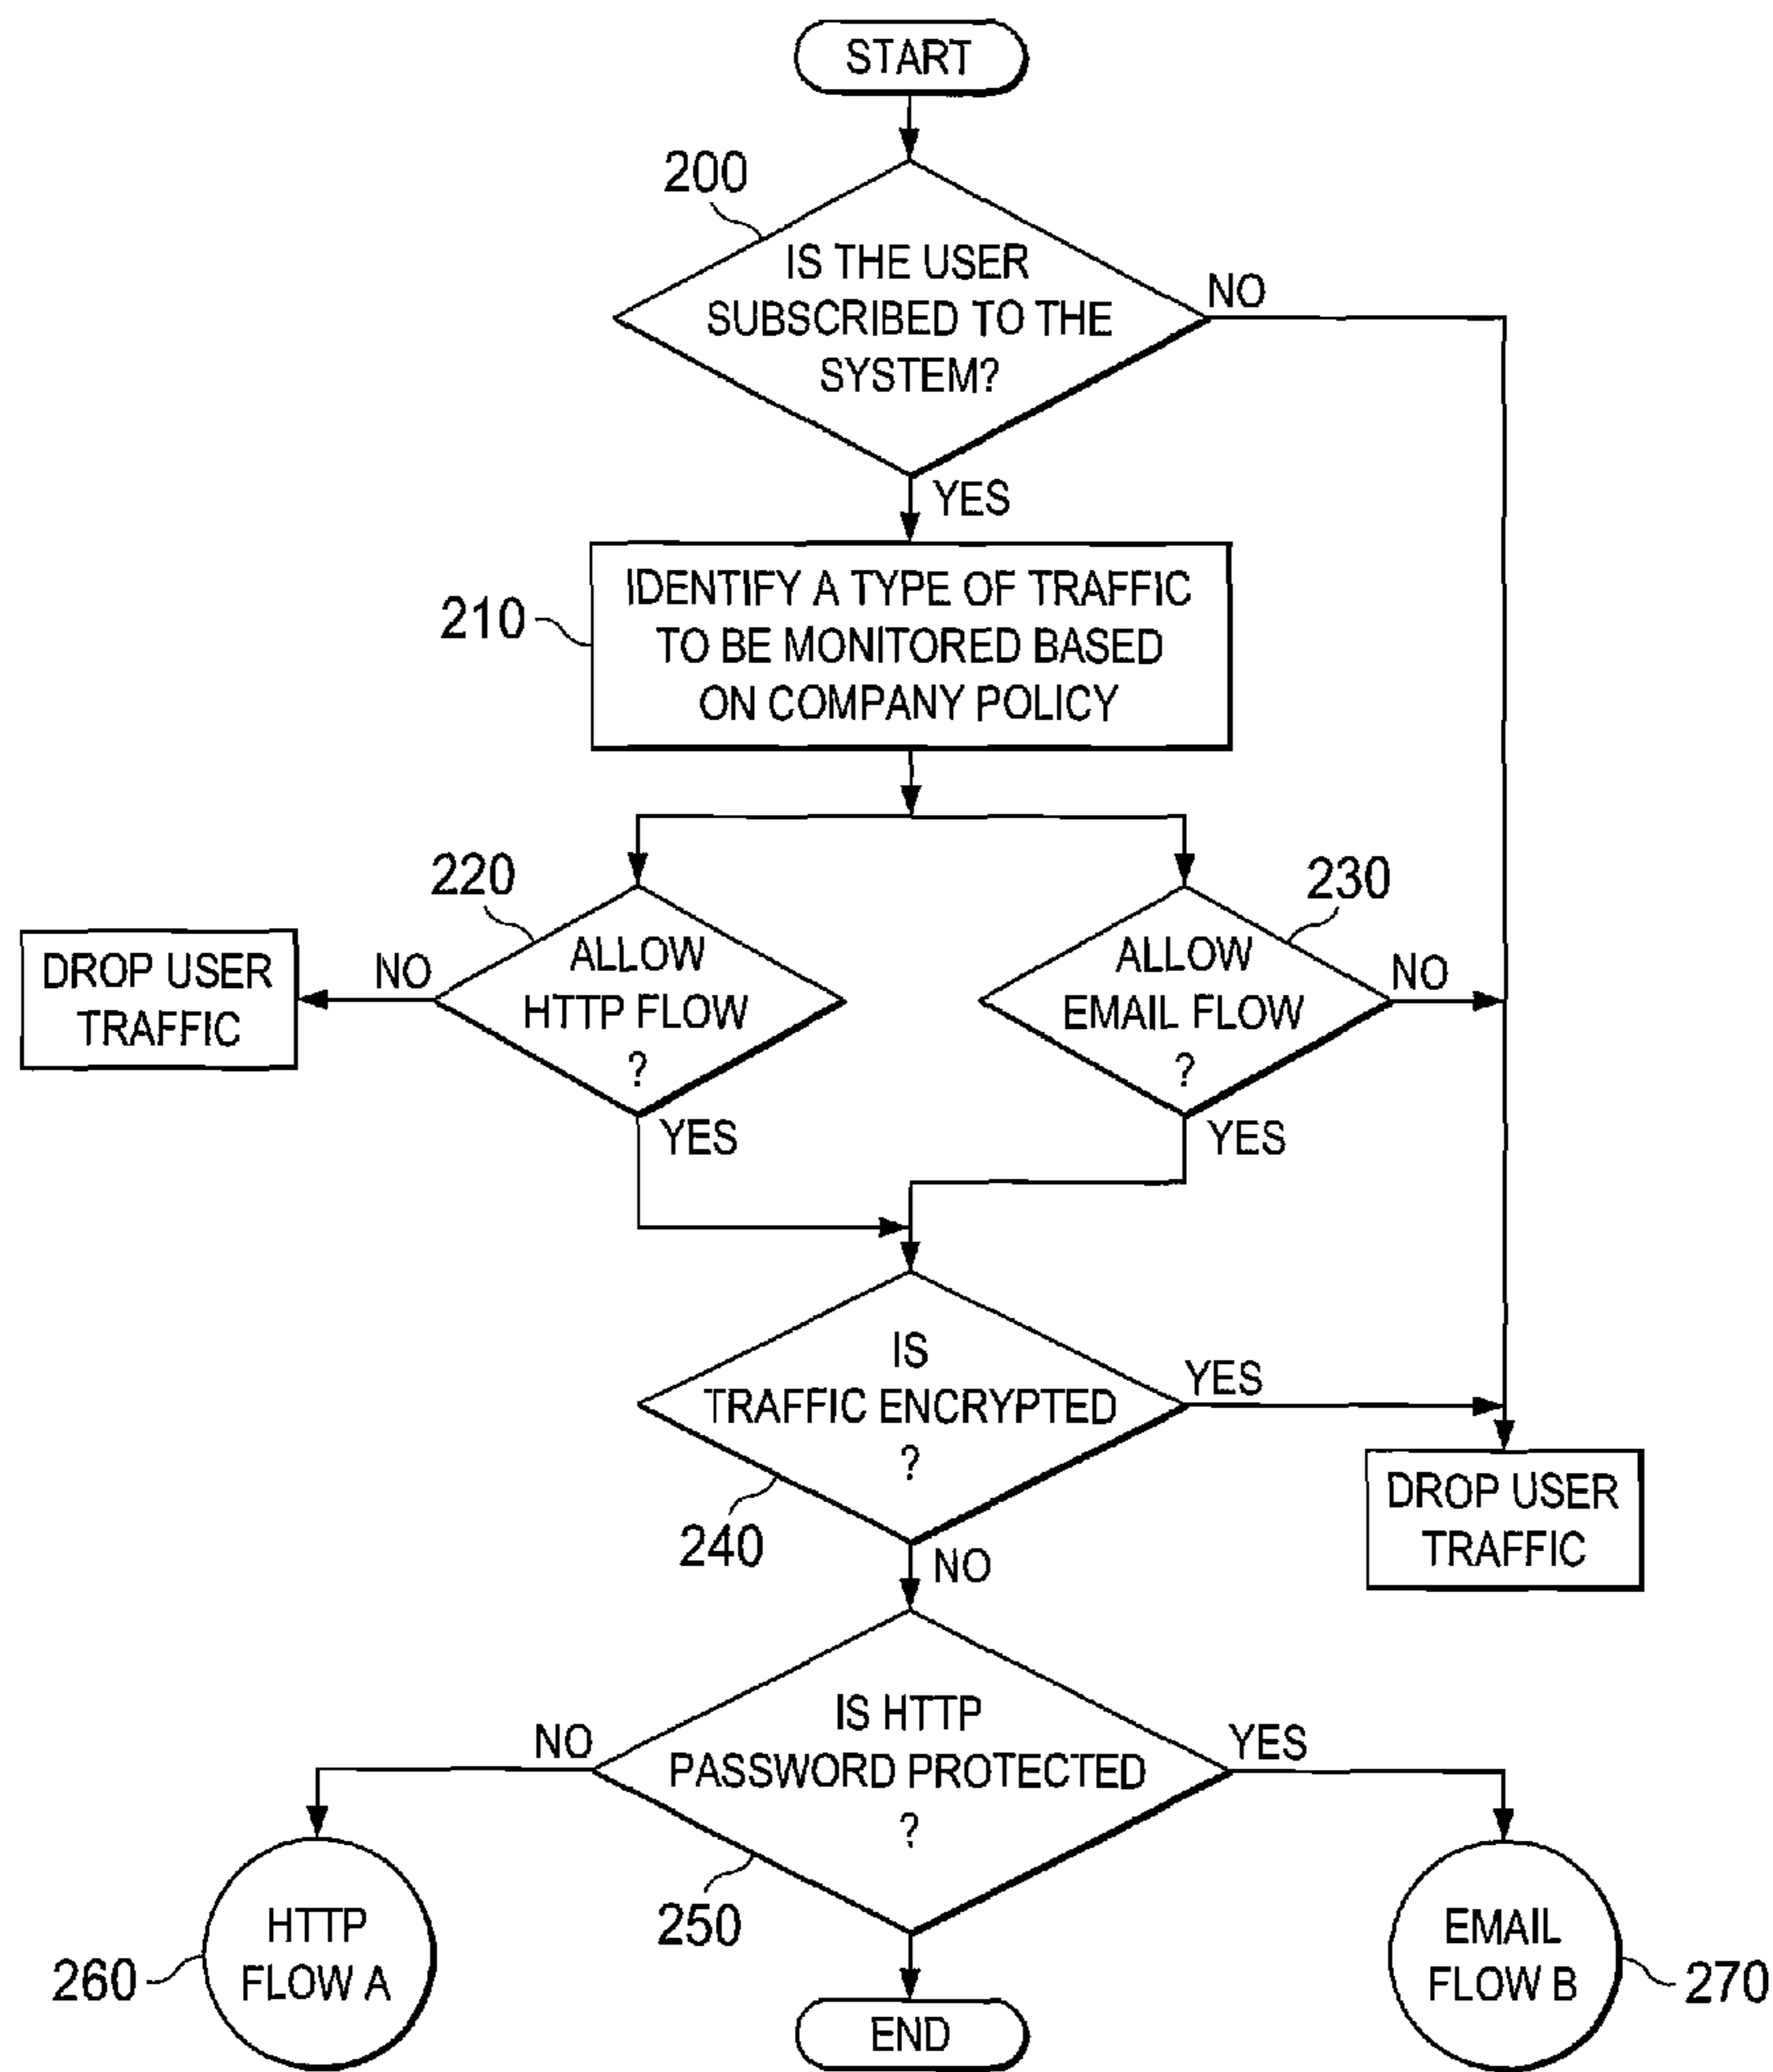 START
200
IS THE USER
SUBSCRIBED TO THE
SYSTEM?
NO
YES
210
IDENTIFY A TYPE OF TRAFFIC
TO BE MONITORED BASED
ON COMPANY POLICY
220
230
DROP USER
TRAFFIC
NO
ALLOW
HTTP FLOW
?
YES
ALLOW
EMAIL FLOW
?
NO
YES
IS
TRAFFIC ENCRYPTED
?
YES
240
NO
DROP USER
TRAFFIC
IS HTTP
PASSWORD PROTECTED
?
NO
YES
250
260
HTTP
FLOW A
EMAIL
FLOW B
270
END